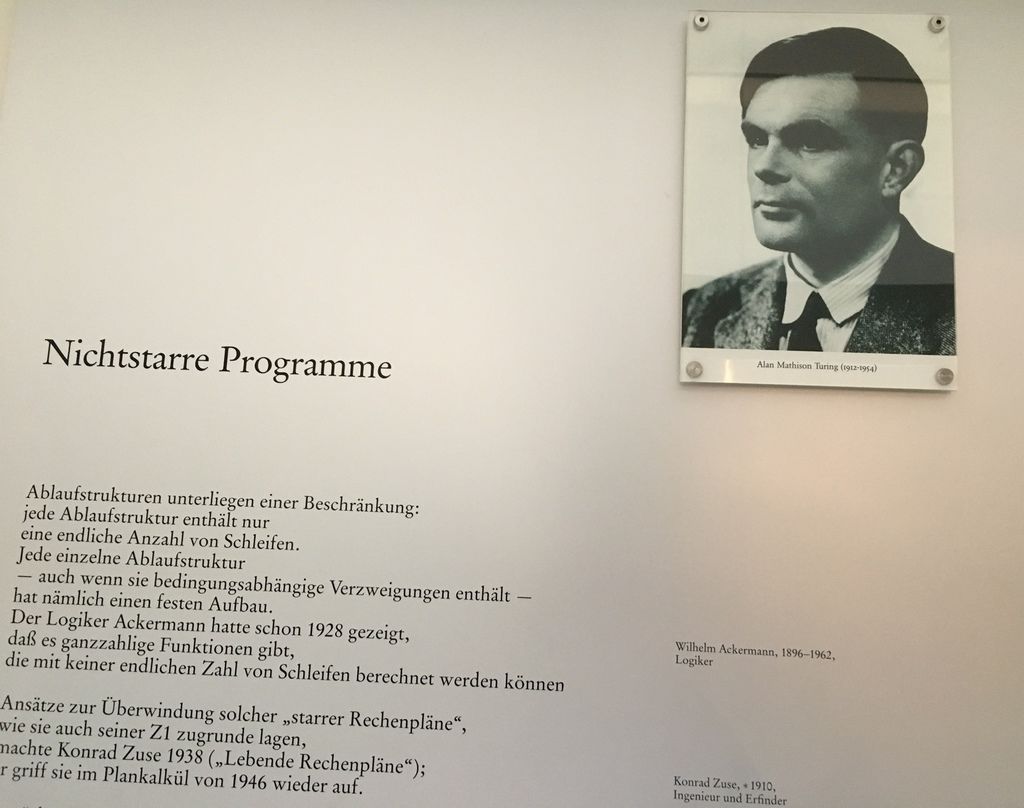 Alan Mathison Turing (1912-1954)
Nichtstarre Programme
Ablaufstrukturen unterliegen einer Beschränkung:
jede Ablaufstruktur enthält nur
eine endliche Anzahl von Schleifen.
Jede einzelne Ablaufstruktur
— auch wenn sie bedingungsabhängige Verzweigungen enthält —
hat nämlich einen festen Aufbau.
Der Logiker Ackermann hatte schon 1928 gezeigt,
daß es ganzzahlige Funktionen gibt,
die mit keiner endlichen Zahl von Schleifen berechnet werden können
Wilhelm Ackermann, 1896–1962,
Logiker
Ansätze zur Überwindung solcher „starrer Rechenpläne“,
wie sie auch seiner Z1 zugrunde lagen,
machte Konrad Zuse 1938 („Lebende Rechenpläne“);
r griff sie im Plankalkül von 1946 wieder auf.
Konrad Zuse, * 1910,
Ingenieur und Erfinder